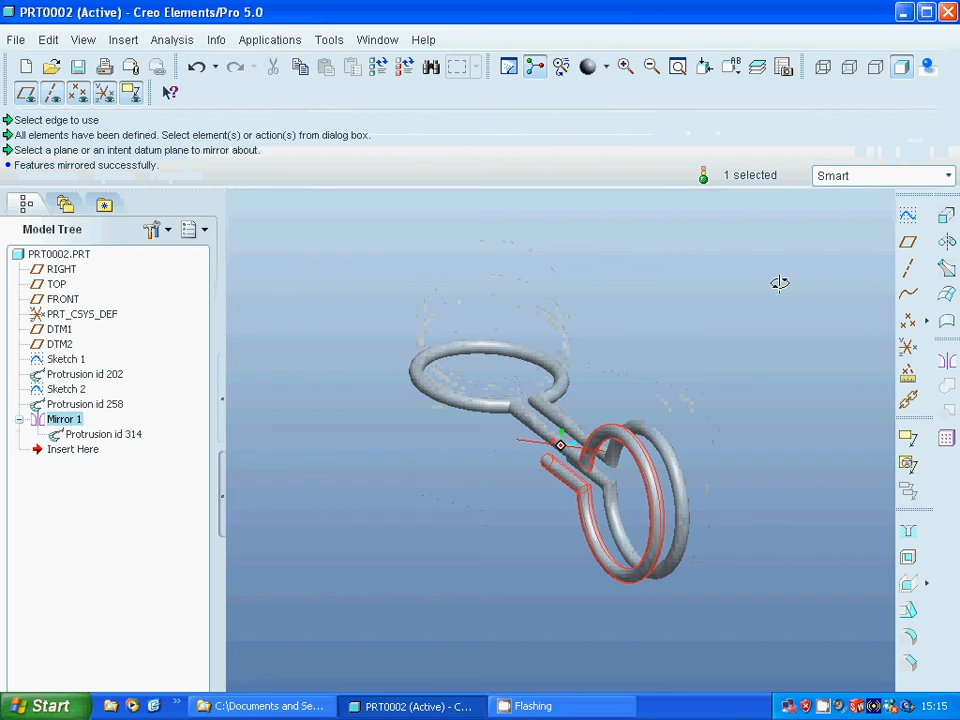 PRT0002 (Active) - Creo Elements/Pro 5.0
File Edit View Insert Analysis Info Applications Tools Window Help
Select edge to use
All elements have been defined. Select element(s) or action(s) from dialog box.
Select a plane or an intent datum plane to mirror about.
Features mirrored successfully.
1 selected
Smart
Model Tree
PRT0002.PRT
RIGHT
TOP
FRONT
PRT_CSYS_DEF
DTM1
DTM2
Sketch 1
Protrusion id 202
Sketch 2
Protrusion id 258
Mirror 1
Protrusion id 314
Insert Here
Start
C:\Documents and Se...
PRT0002 (Active) - C...
Flashing
15:15